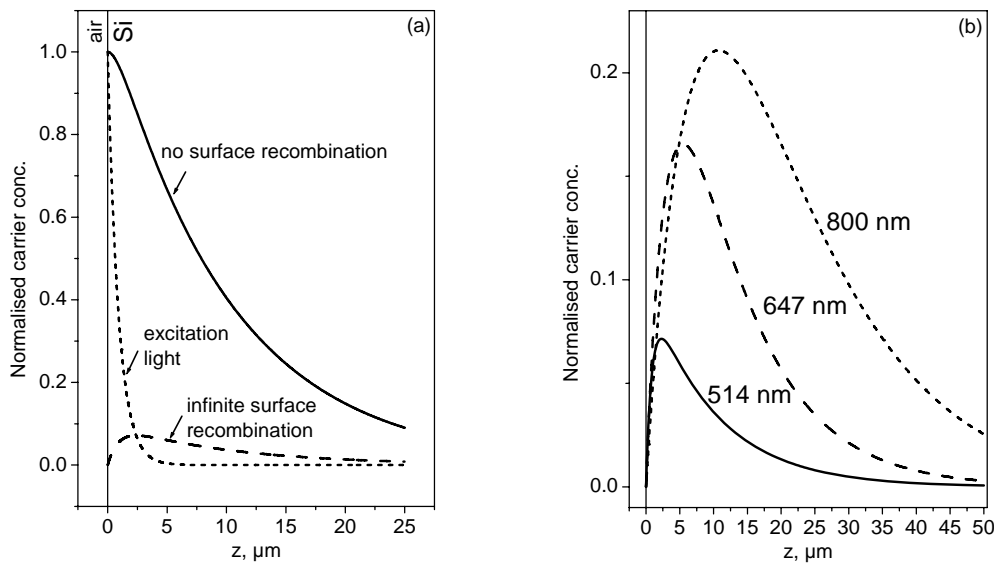 air
Si
(a)
1.0
0.8
0.6
0.4
0.2
0.0
Normalised carrier conc.
no surface recombination
excitation
light
infinite surface
recombination
0 5 10 15 20 25
z, µm
(b)
0.2
0.1
0.0
Normalised carrier conc.
800 nm
647 nm
514 nm
0 5 10 15 20 25 30 35 40 45 50
z, µm